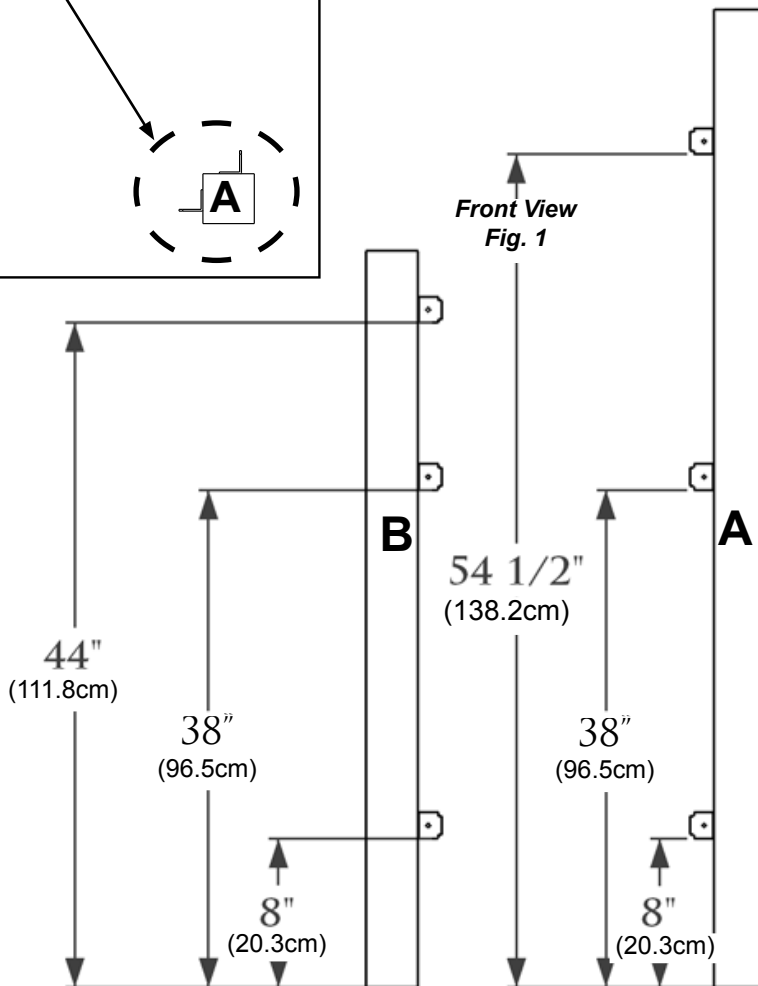 A
Front View
Fig. 1
B
A
54 1/2"
(138.2cm)
44"
(111.8cm)
38"
(96.5cm)
38"
(96.5cm)
8"
(20.3cm)
8"
(20.3cm)